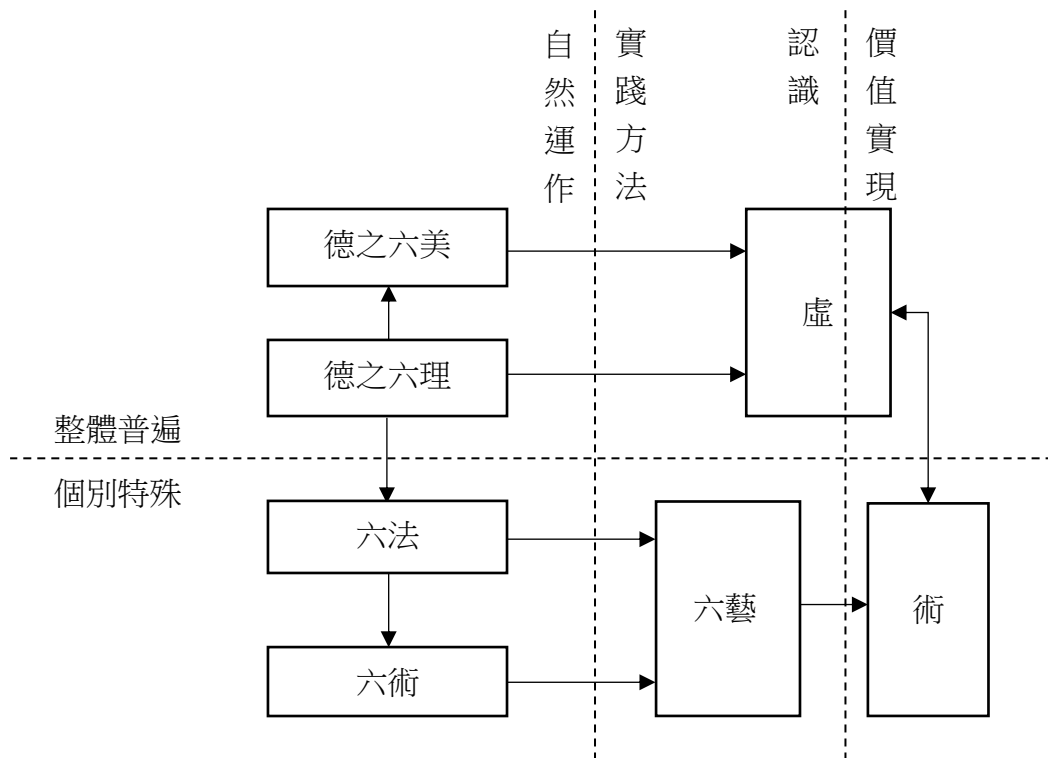 自然運作
實踐方法
認識
價值實現
德之六美
虛
德之六理
整體普遍
個別特殊
六法
六藝
術
六術